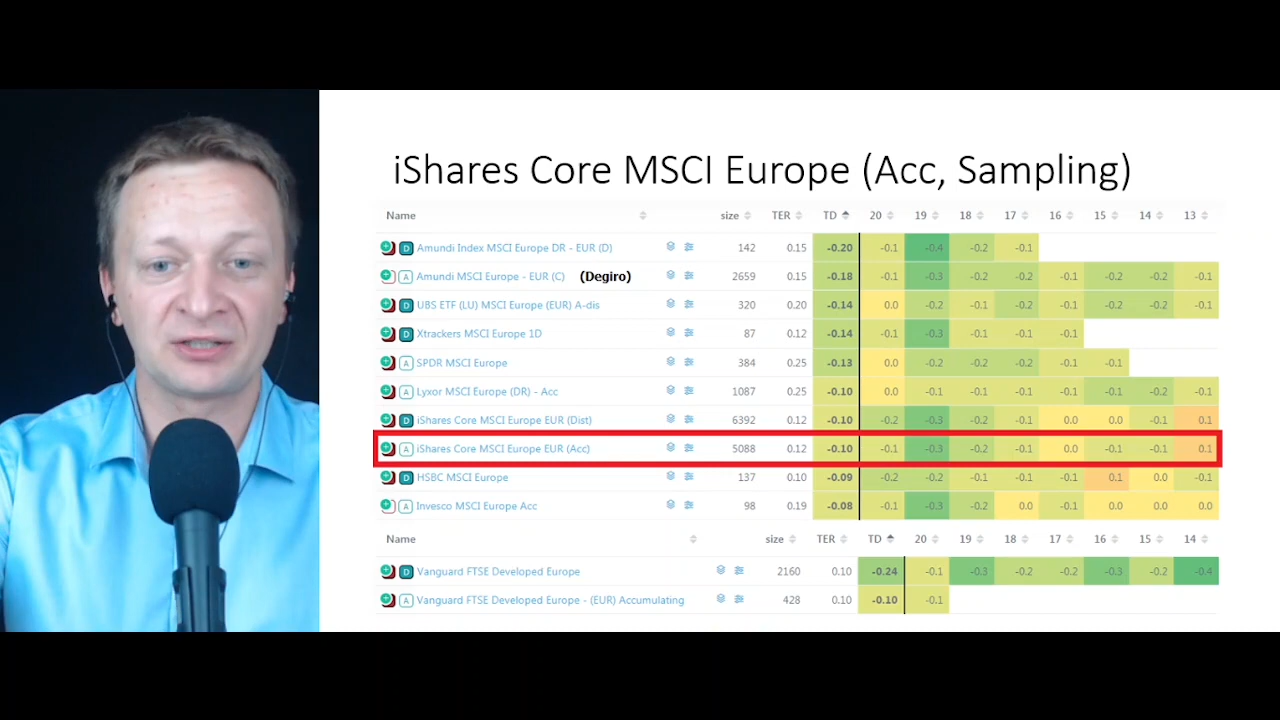 iShares Core MSCI Europe (Acc, Sampling)
Name size TER TD 20 19 18 17 16 15 14 13
D Amundi Index MSCI Europe DR - EUR (D) 142 0.15 -0.20 -0.1 -0.4 -0.2 -0.1
A Amundi MSCI Europe - EUR (C) (Degiro) 2659 0.15 -0.18 -0.1 -0.3 -0.2 -0.2 -0.1 -0.2 -0.2 -0.1
D UBS ETF (LU) MSCI Europe (EUR) A-dis 320 0.20 -0.14 0.0 -0.2 -0.1 -0.2 -0.1 -0.2 -0.2 -0.1
D Xtrackers MSCI Europe 1D 87 0.12 -0.14 -0.1 -0.3 -0.1 -0.1 -0.1
A SPDR MSCI Europe 384 0.25 -0.13 0.0 -0.2 -0.2 -0.2 -0.1 -0.1
A Lyxor MSCI Europe (DR) - Acc 1087 0.25 -0.10 0.0 -0.1 -0.1 -0.1 -0.1 -0.1 -0.2 -0.1
D iShares Core MSCI Europe EUR (Dist) 6392 0.12 -0.10 -0.2 -0.3 -0.2 -0.1 0.0 0.0 -0.1 0.1
A iShares Core MSCI Europe EUR (Acc) 5088 0.12 -0.10 -0.1 -0.3 -0.2 -0.1 0.0 -0.1 -0.1 0.1
D HSBC MSCI Europe 137 0.10 -0.09 -0.2 -0.2 -0.1 -0.1 -0.1 0.1 0.0 -0.1
A Invesco MSCI Europe Acc 98 0.19 -0.08 -0.1 -0.3 -0.2 0.0 -0.1 0.0 0.0 0.0
Name size TER TD 20 19 18 17 16 15 14
D Vanguard FTSE Developed Europe 2160 0.10 -0.24 -0.1 -0.3 -0.2 -0.2 -0.3 -0.2 -0.4
A Vanguard FTSE Developed Europe - (EUR) Accumulating 428 0.10 -0.10 -0.1